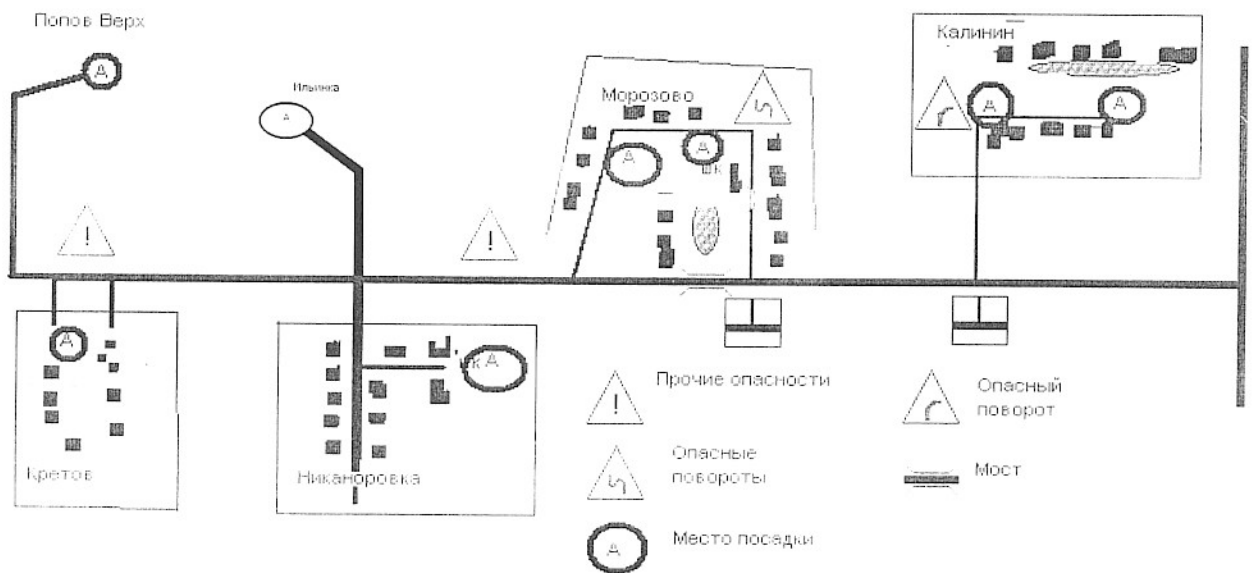 Попов Верх
А
Ильинка
А
Морозово
А
А
шк
Калинин
А
А
!
!
А
Кретов
А
Никаноровка
!
Прочие опасности
Опасный
поворот
Опасные
повороты
Мост
А
Место посадки